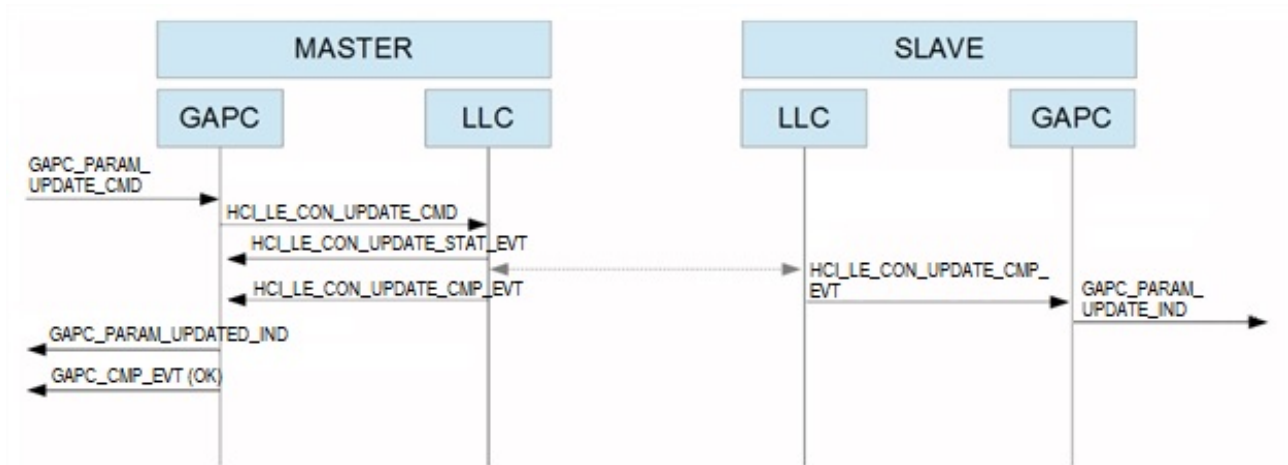 MASTER
SLAVE
GAPC
LLC
LLC
GAPC
GAPC_PARAM_
UPDATE_CMD
HCI_LE_CON_UPDATE_CMD
HCI_LE_CON_UPDATE_STAT_EVT
HCI_LE_CON_UPDATE_CMP_EVT
HCI_LE_CON_UPDATE_CMP_
EVT
GAPC_PARAM_
UPDATE_IND
GAPC_PARAM_UPDATED_IND
GAPC_CMP_EVT (OK)